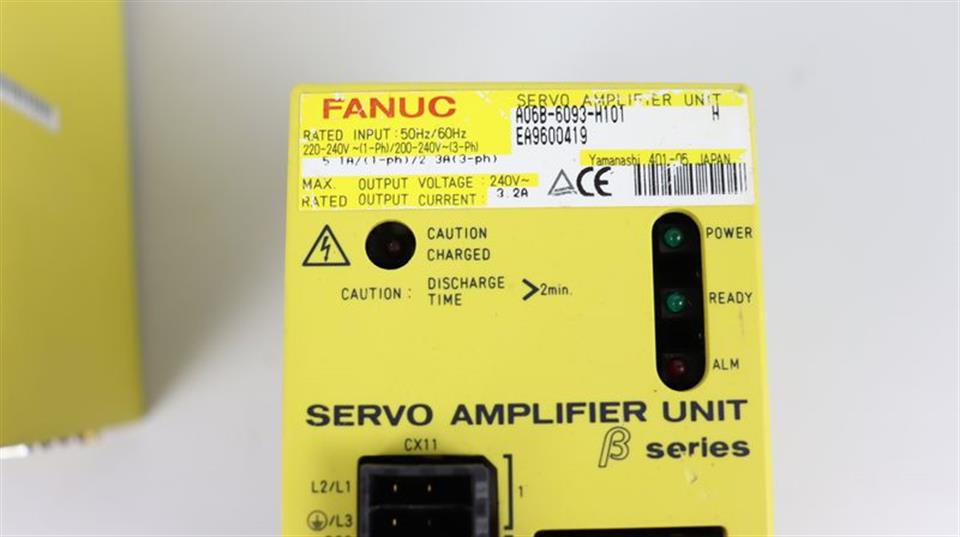 FANUC SERVO AMPLIFIER UNIT
A06B-6093-H101 H
RATED INPUT: 50Hz/60Hz
EA9600419
220-240V ~(1-Ph)/200-240V~(3-Ph)
5.1A/(1-ph)/2.3A(3-ph)
Yamanashi 401-05 JAPAN
MAX. OUTPUT VOLTAGE : 240V~
CE
RATED OUTPUT CURRENT: 3.2A
CAUTION
CHARGED
POWER
CAUTION : DISCHARGE
TIME
>2min.
READY
ALM
SERVO AMPLIFIER UNIT
β series
CX11
L2/L1
1
/L3